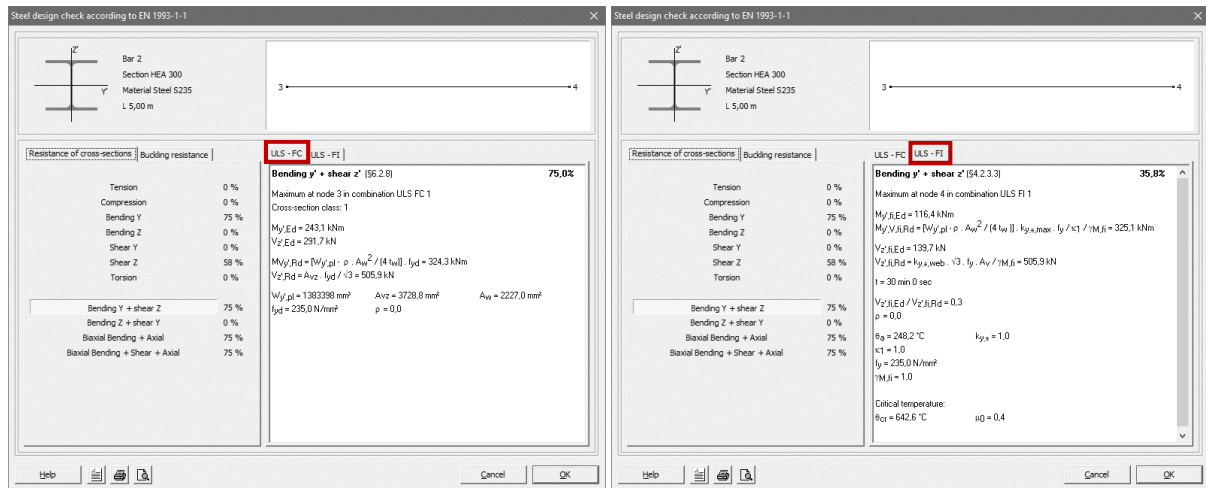 Steel design check according to EN 1993-1-1
Z'
Y'
Bar 2
Section HEA 300
Material Steel S235
L 5,00 m
3
4
Resistance of cross-sections
Buckling resistance
Tension 0 %
Compression 0 %
Bending Y 75 %
Bending Z 0 %
Shear Y 0 %
Shear Z 58 %
Torsion 0 %
Bending Y + shear Z 75 %
Bending Z + shear Y 0 %
Biaxial Bending + Axial 75 %
Biaxial Bending + Shear + Axial 75 %
ULS - FC
ULS - FI
Bending y' + shear z' (§6.2.8) 75,0%
Maximum at node 3 in combination ULS FC 1
Cross-section class: 1
My',Ed = 243,1 kNm
Vz',Ed = 291,7 kN
MVy',Rd = [Wy',pl - ρ . Aw² / (4 tw)] . fyd = 324,3 kNm
Vz',Rd = Avz . fyd / √3 = 505,9 kN
Wy',pl = 1383398 mm³ Avz = 3728,8 mm² Aw = 2227,0 mm²
fyd = 235,0 N/mm² ρ = 0,0
Help
Cancel
OK
Steel design check according to EN 1993-1-1
Z'
Y'
Bar 2
Section HEA 300
Material Steel S235
L 5,00 m
3
4
Resistance of cross-sections
Buckling resistance
Tension 0 %
Compression 0 %
Bending Y 75 %
Bending Z 0 %
Shear Y 0 %
Shear Z 58 %
Torsion 0 %
Bending Y + shear Z 75 %
Bending Z + shear Y 0 %
Biaxial Bending + Axial 75 %
Biaxial Bending + Shear + Axial 75 %
ULS - FC
ULS - FI
Bending y' + shear z' (§4.2.3.3) 35,8%
Maximum at node 4 in combination ULS FI 1
My',fi,Ed = 116,4 kNm
My',V,fi,Rd = [Wy',pl - ρ . Aw² / (4 tw)] . ky,θ,max . fy / κ1 / γM,fi = 325,1 kNm
Vz',fi,Ed = 139,7 kN
Vz',fi,Rd = ky,θ,web . √3 . fy . Av / γM,fi = 505,9 kN
t = 30 min 0 sec
Vz',fi,Ed / Vz',fi,Rd = 0,3
ρ = 0,0
θa = 248,2 °C ky,θ = 1,0
κ1 = 1,0
fy = 235,0 N/mm²
γM,fi = 1,0
Critical temperature:
θcr = 642,6 °C μ0 = 0,4
Help
Cancel
OK